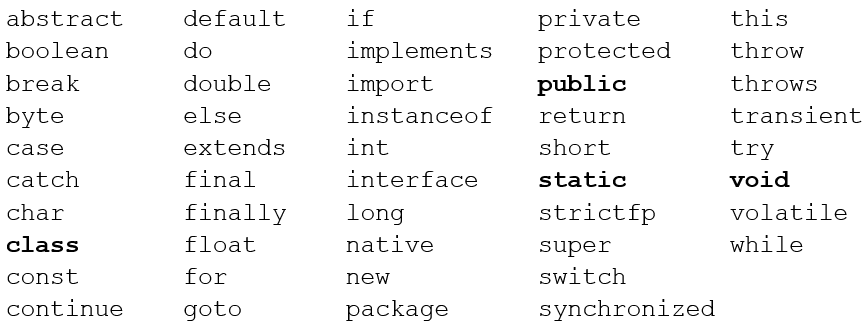 abstract default if private this
boolean do implements protected throw
break double import public throws
byte else instanceof return transient
case extends int short try
catch final interface static void
char finally long strictfp volatile
class float native super while
const for new switch
continue goto package synchronized